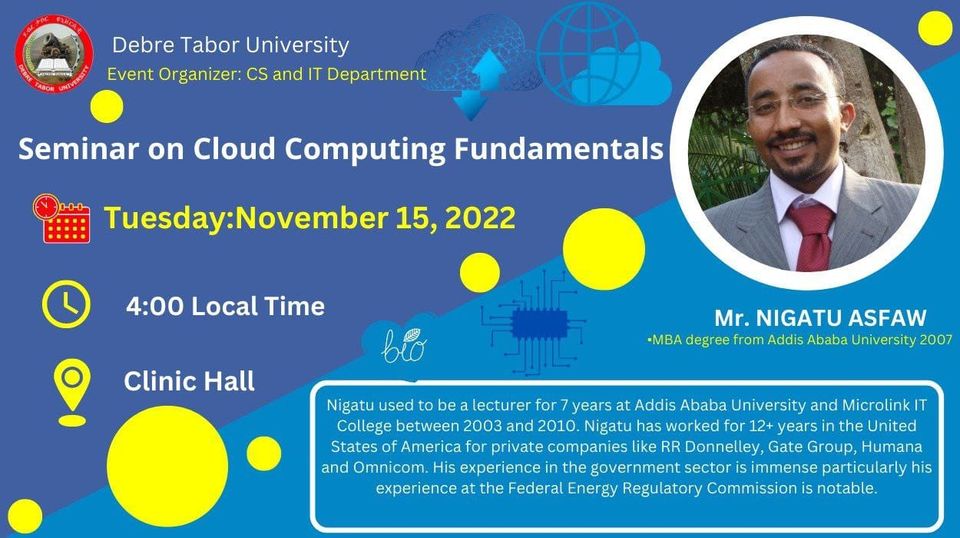 DEBRE TABOR UNIVERSITY
Debre Tabor University
Event Organizer: CS and IT Department
Seminar on Cloud Computing Fundamentals
Tuesday:November 15, 2022
4:00 Local Time
Clinic Hall
bio
Mr. NIGATU ASFAW
•MBA degree from Addis Ababa University 2007
Nigatu used to be a lecturer for 7 years at Addis Ababa University and Microlink IT
College between 2003 and 2010. Nigatu has worked for 12+ years in the United
States of America for private companies like RR Donnelley, Gate Group, Humana
and Omnicom. His experience in the government sector is immense particularly his
experience at the Federal Energy Regulatory Commission is notable.